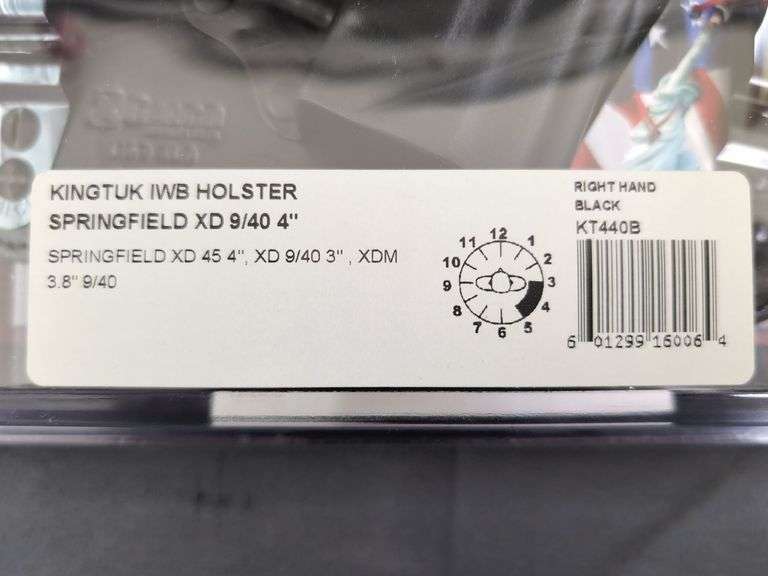 KINGTUK IWB HOLSTER
SPRINGFIELD XD 9/40 4"
SPRINGFIELD XD 45 4", XD 9/40 3" , XDM
3.8" 9/40
RIGHT HAND
BLACK
KT440B
12
1
2
3
4
5
6
7
8
9
10
11
6 01299 16006 4